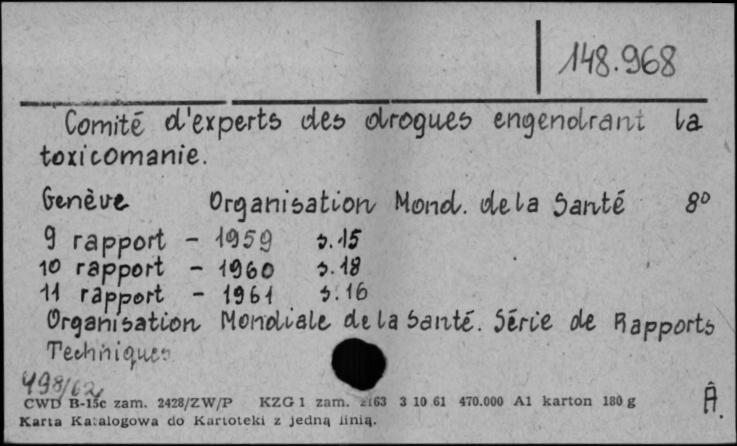 148.968
Comité d'experts des drogues engendrant la
toxicomanie.
Genève Organisation Mond. de la Santé 8º
9 rapport - 1959 s.15
10 rapport - 1960 s.18
11 rapport - 1961 s.16
Organisation Mondiale de la Santé. Série de Rapports
Techniques
498/62
CWD B-15c zam. 2428/ZW/P KZG 1 zam. 3 10 61 470.000 A1 karton 180 g
Karta Katalogowa do Kartoteki z jedną linią.